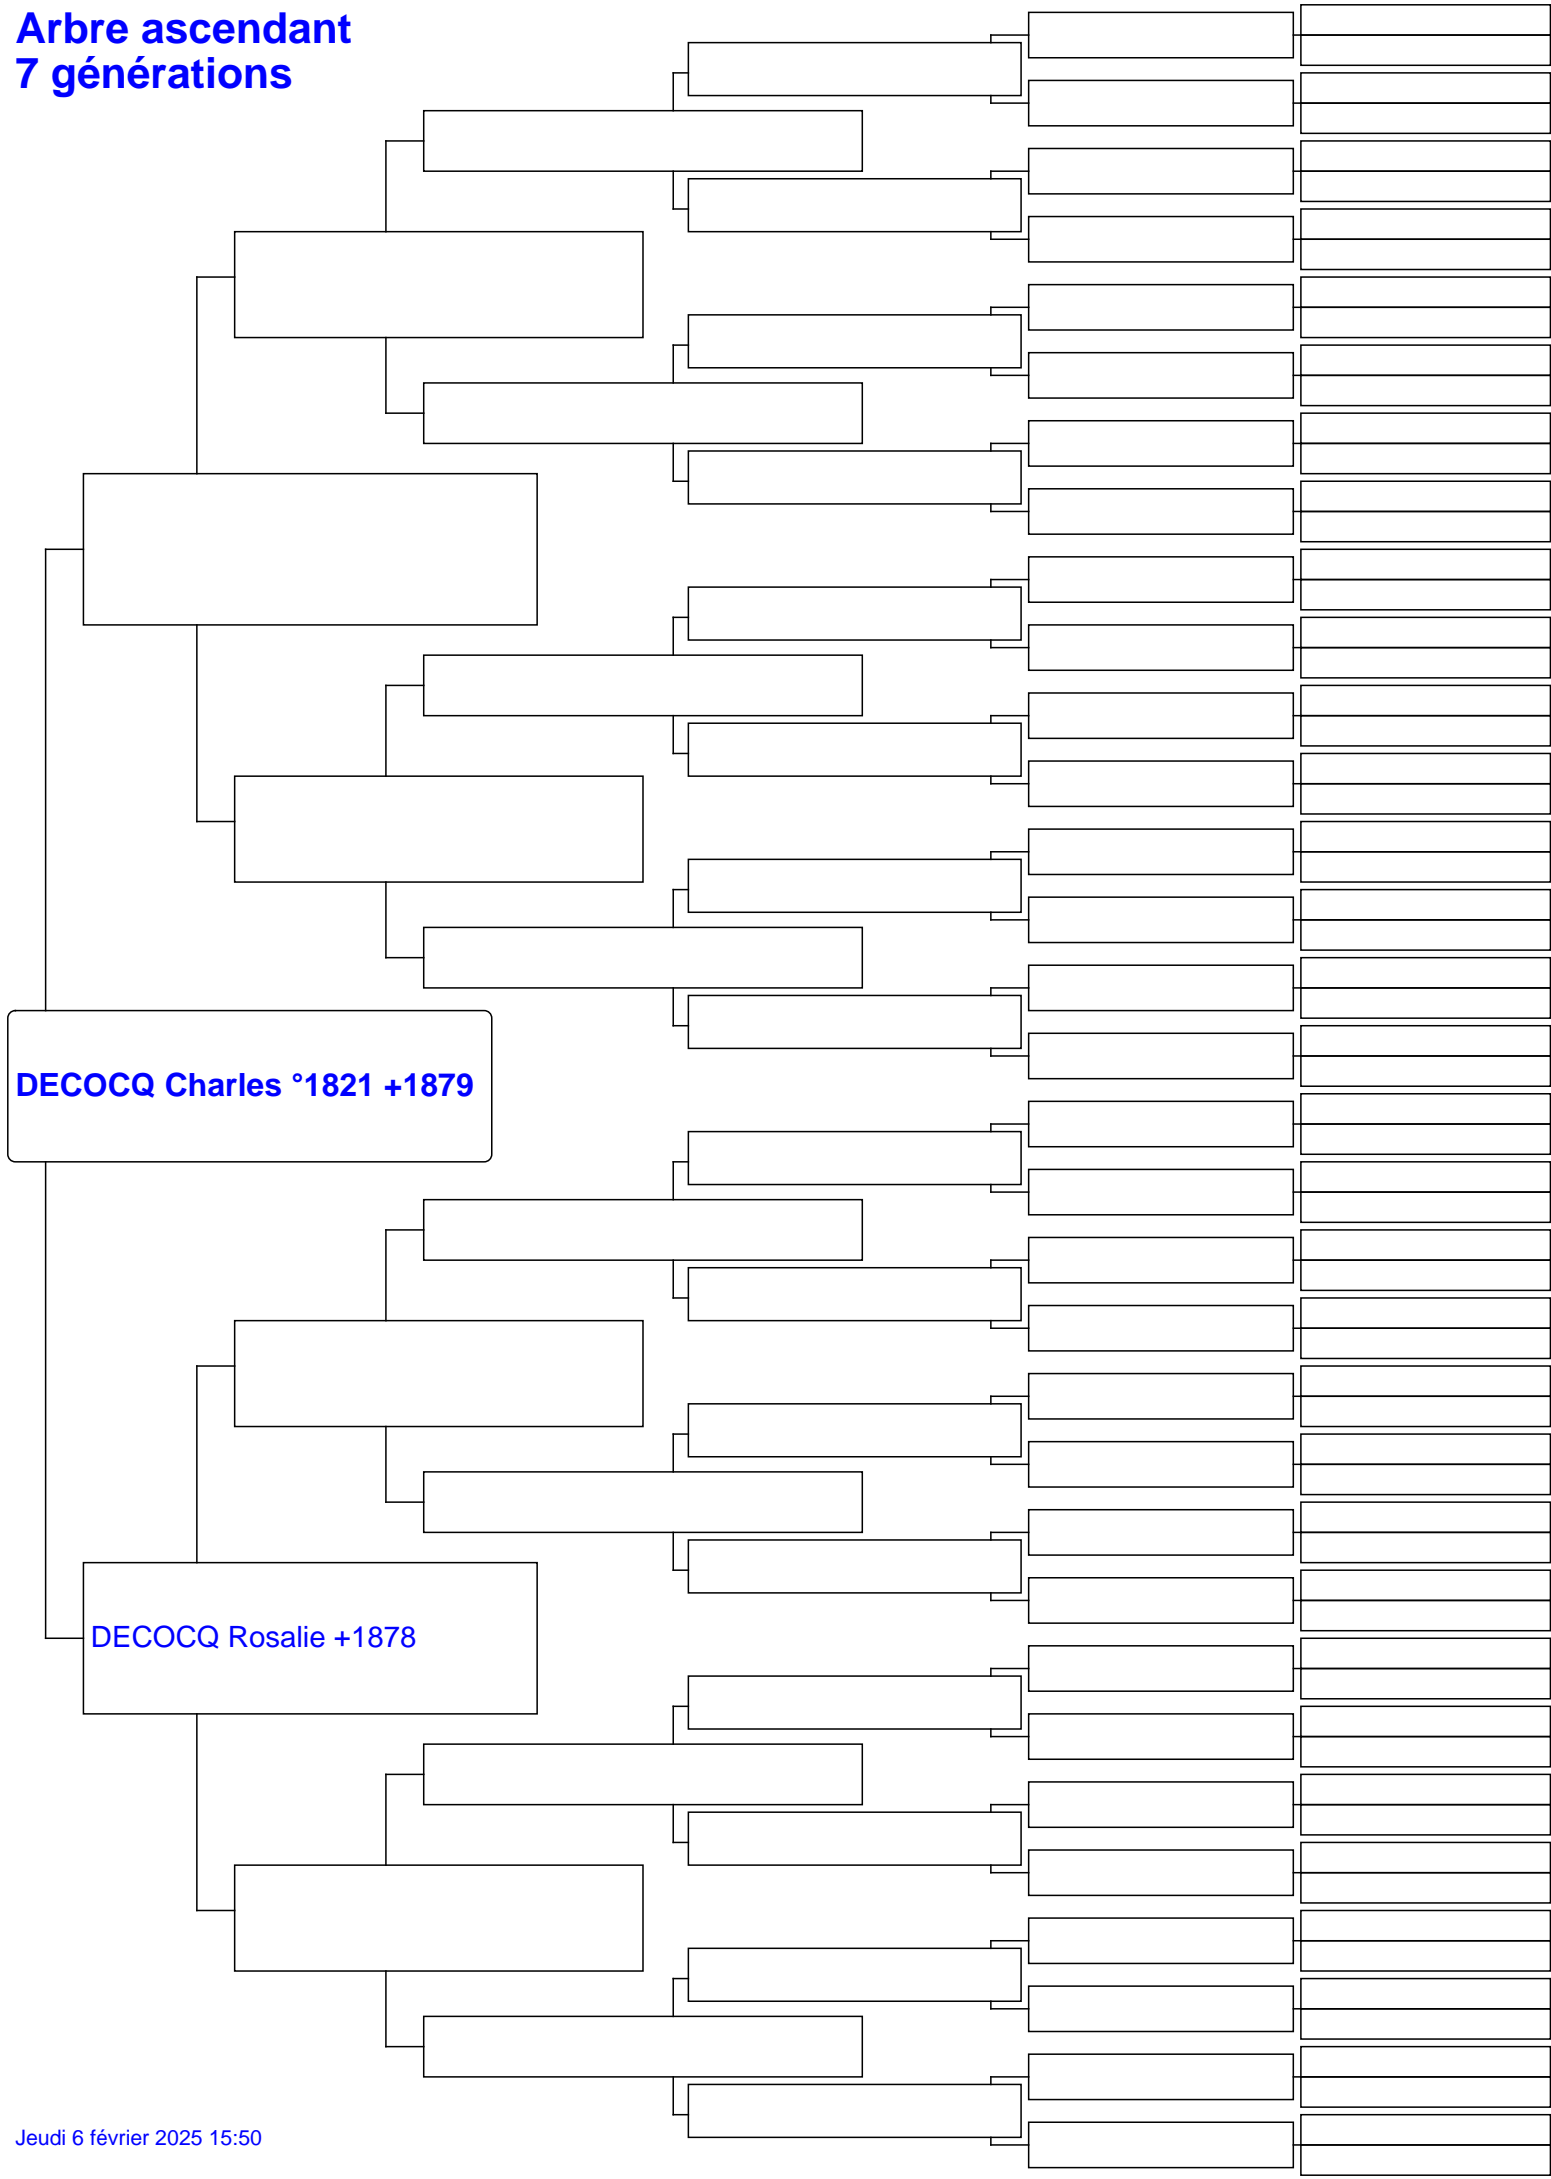 Arbre ascendant
7 générations
DECOCQ Charles °1821 +1879
DECOCQ Rosalie +1878
Jeudi 6 février 2025 15:50